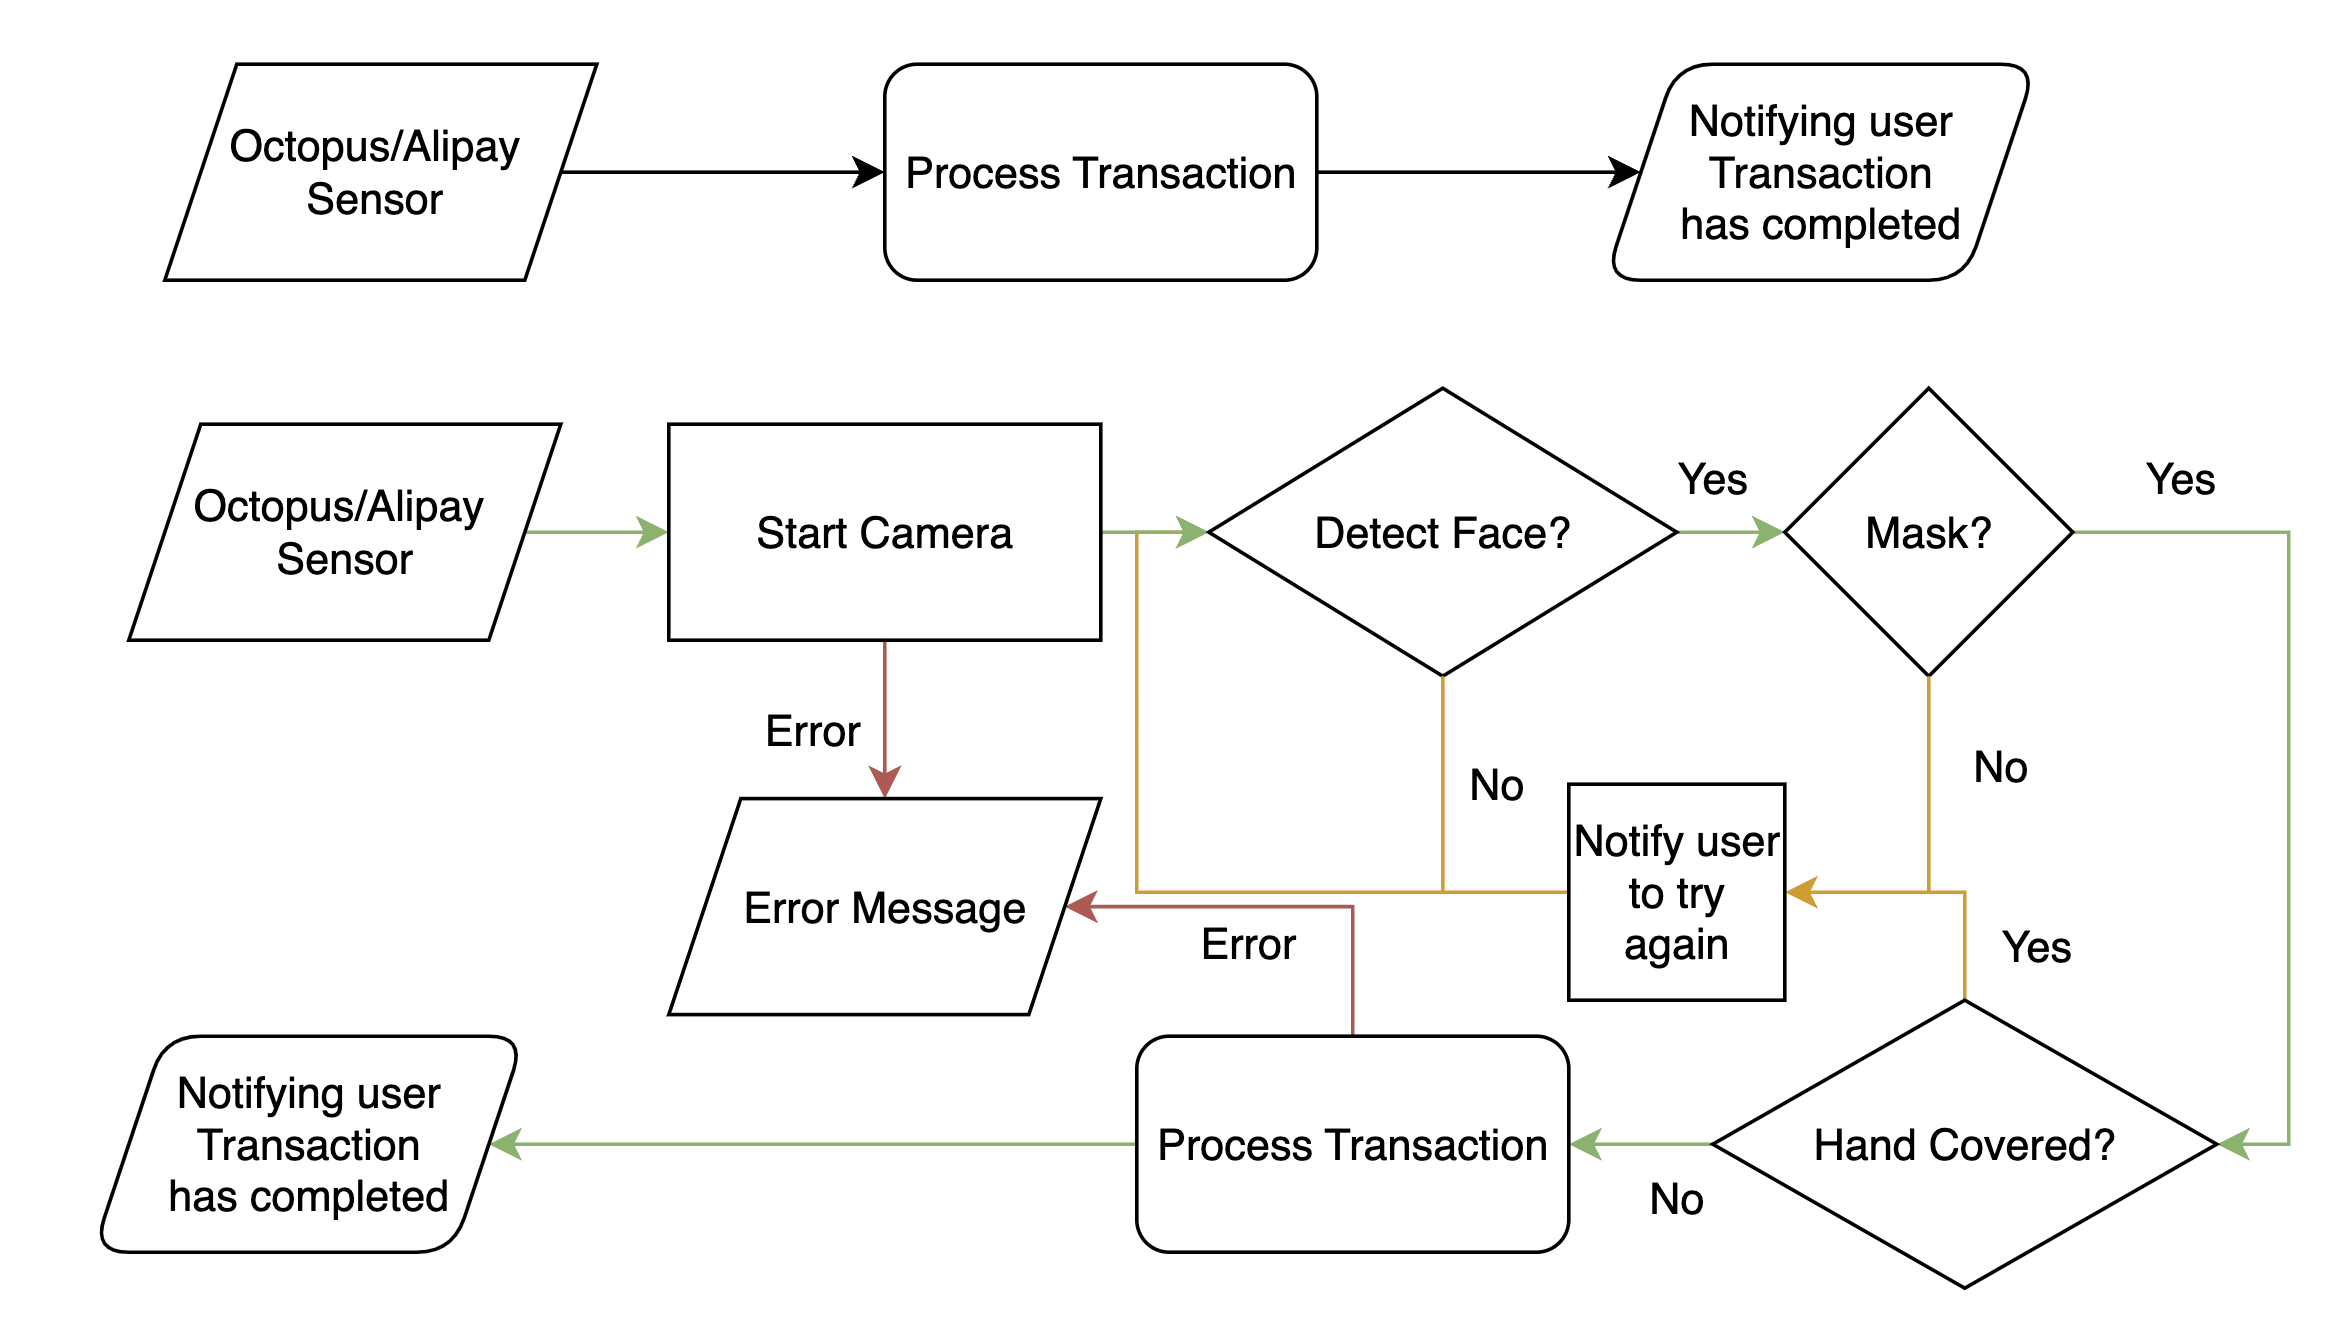 Octopus/Alipay
Sensor
Process Transaction
Notifying user
Transaction
has completed
Octopus/Alipay
Sensor
Start Camera
Detect Face?
Yes
Mask?
Yes
Error
No
No
Notify user
to try
again
Error Message
Error
Yes
Notifying user
Transaction
has completed
Process Transaction
No
Hand Covered?